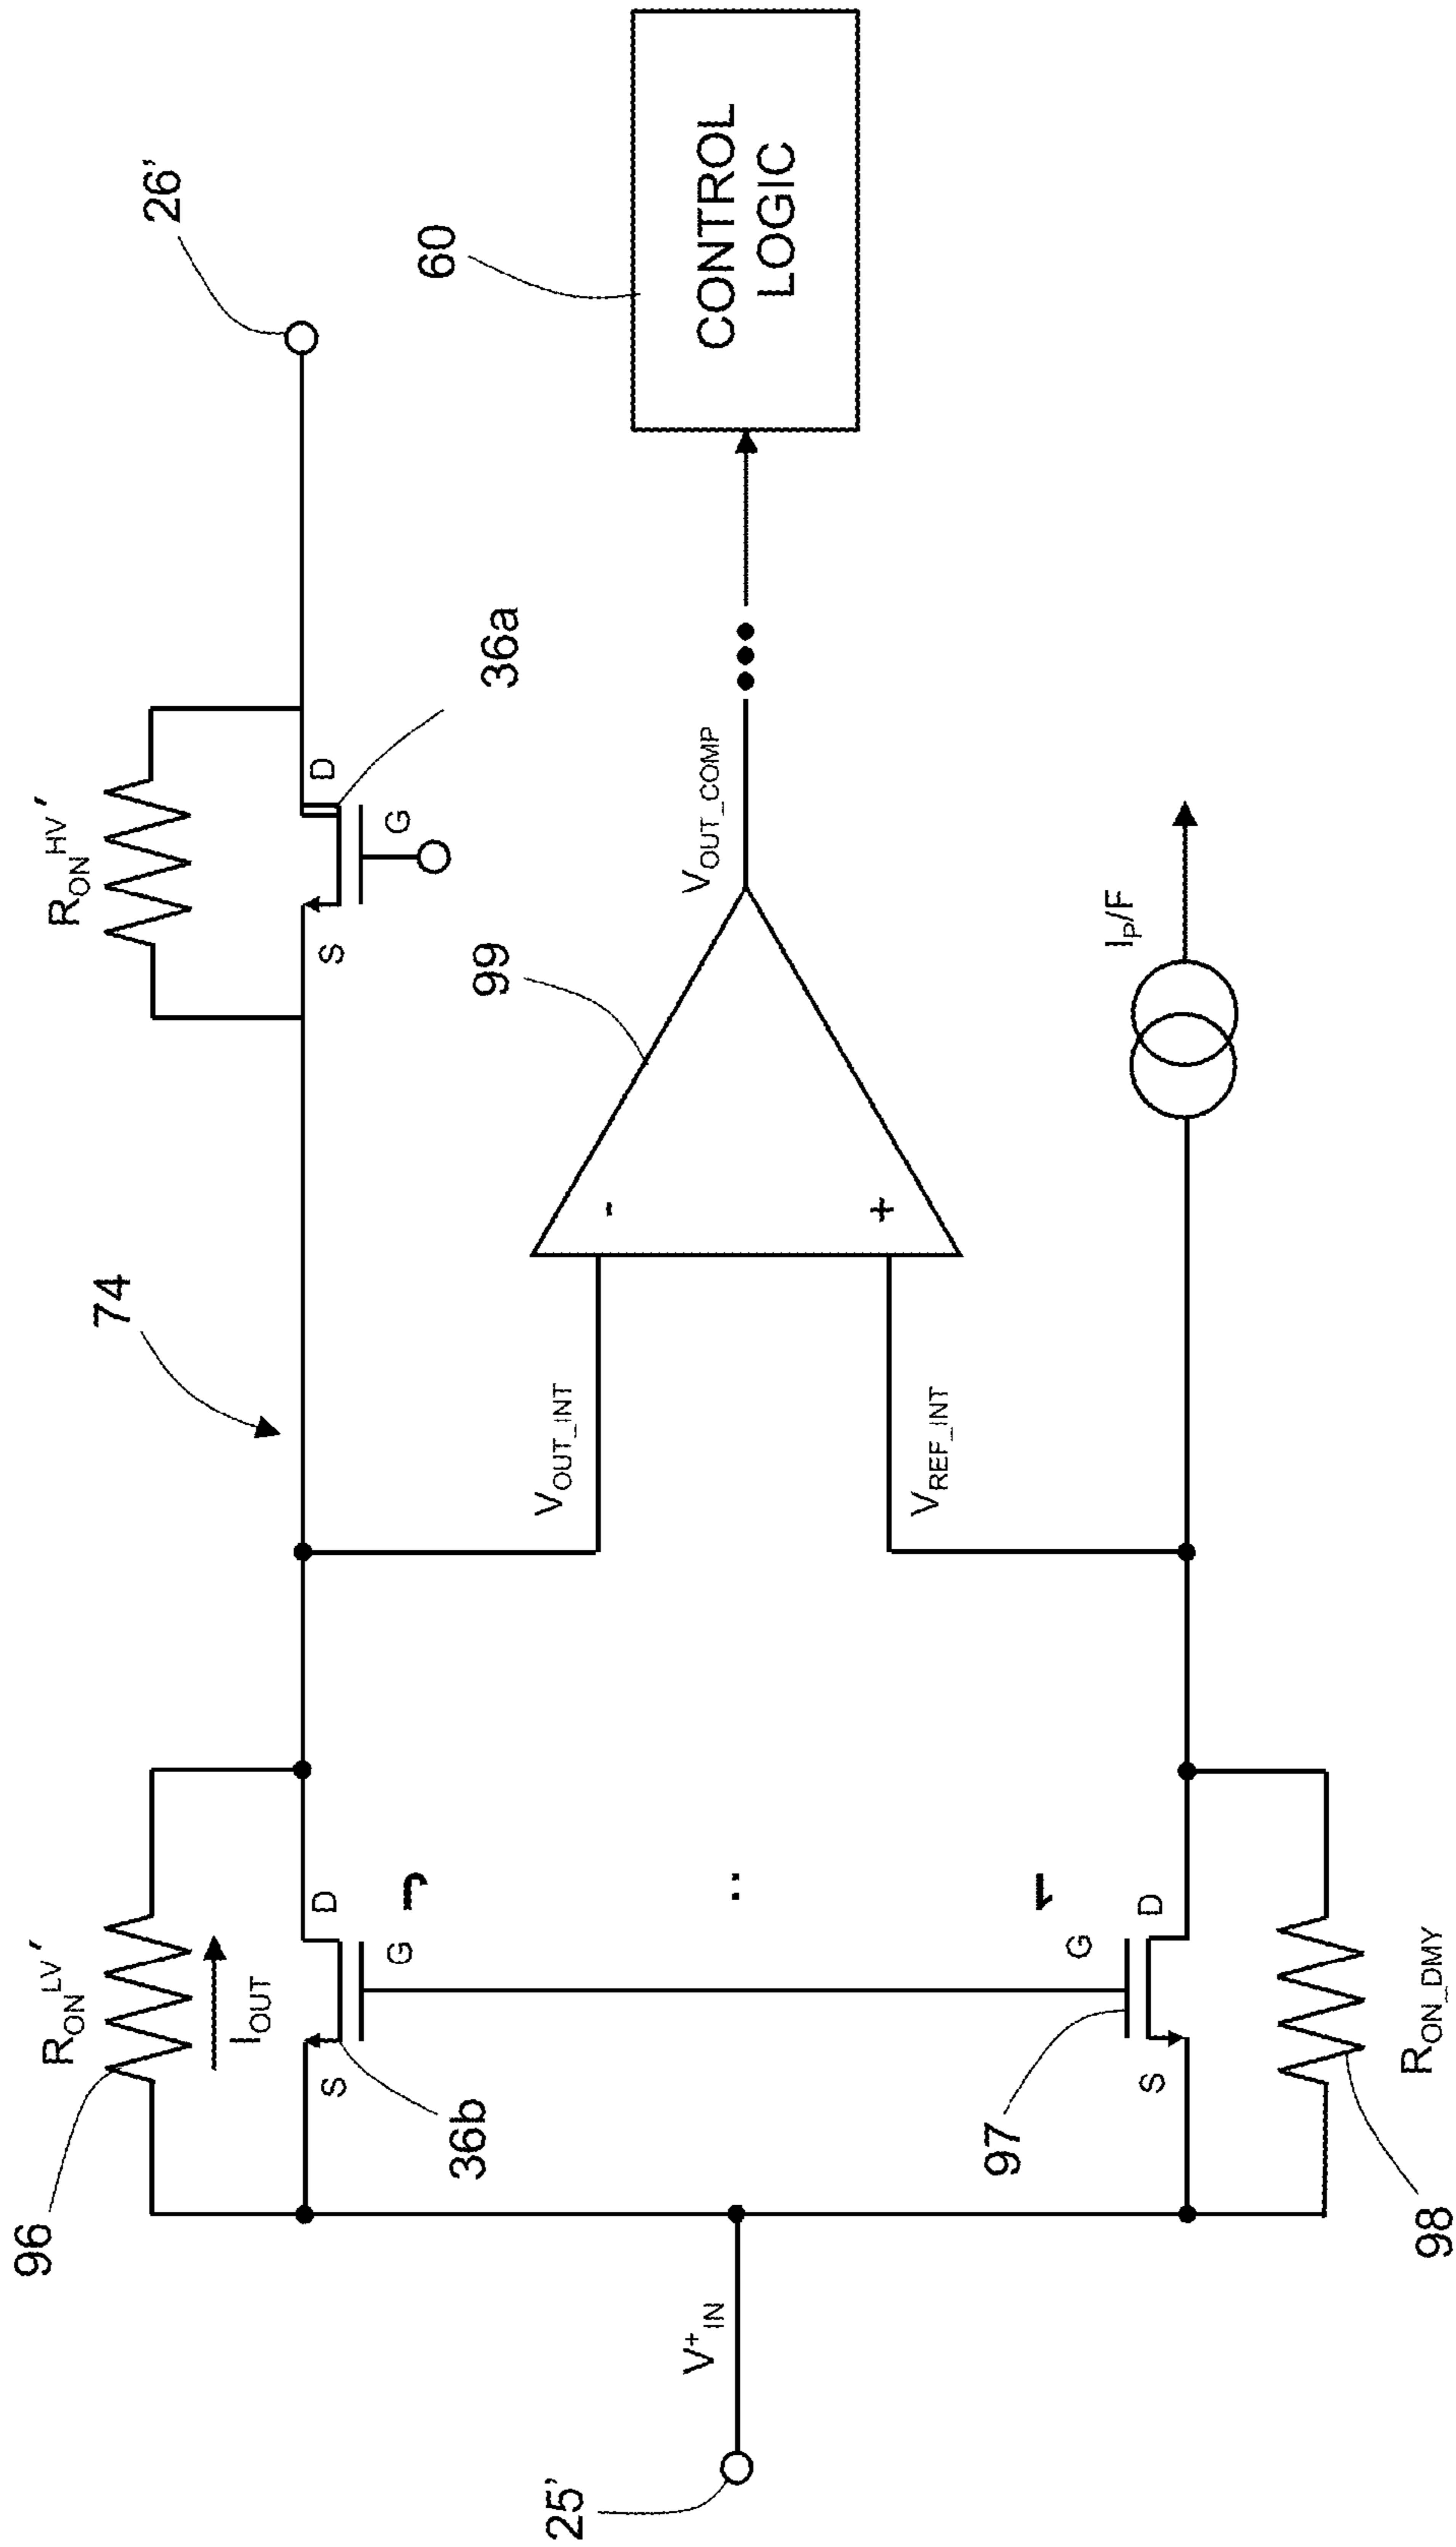 26'
60
CONTROL
LOGIC
R_ON^HV'
D
36a
G
S
V_OUT_COMP
99
I_P/F
74
-
+
V_OUT_INT
V_REF_INT
R_ON^LV'
I_OUT
D
G
S
96
36b
:
1
G
D
S
97
R_ON_DMY
98
V^+_IN
25'